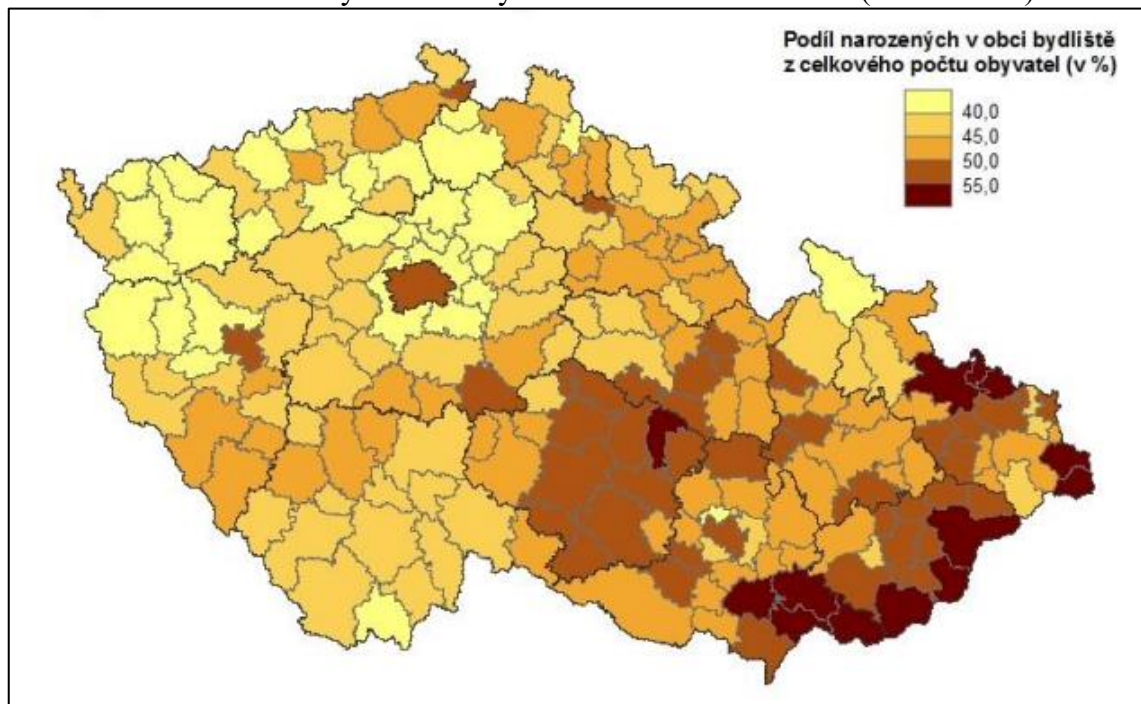 Podíl narozených v obci bydliště
z celkového počtu obyvatel (v %)
40,0
45,0
50,0
55,0